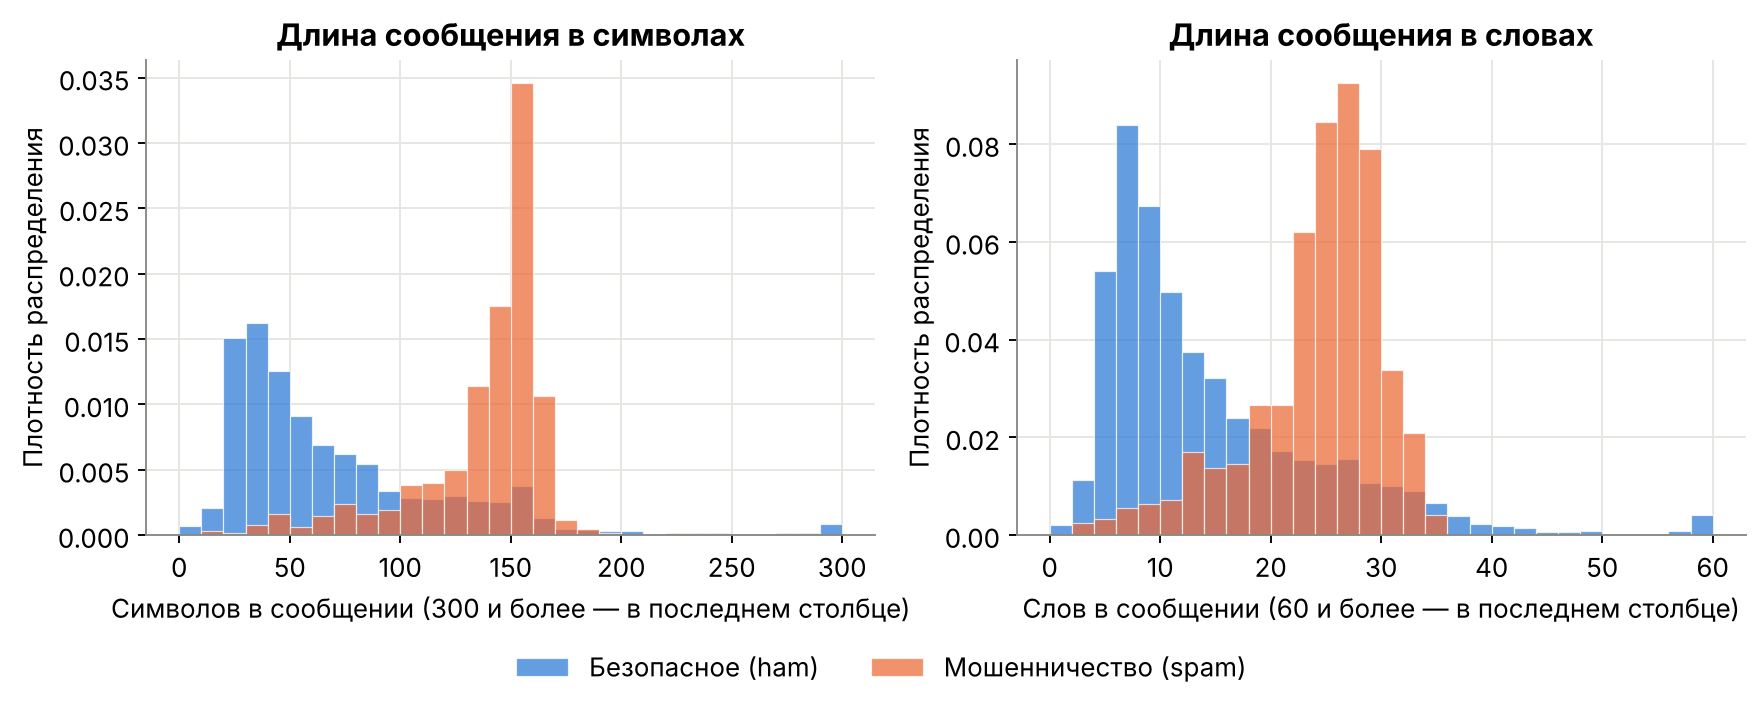 Длина сообщения в символах
Плотность распределения
0.035
0.030
0.025
0.020
0.015
0.010
0.005
0.000
0 50 100 150 200 250 300
Символов в сообщении (300 и более — в последнем столбце)
Длина сообщения в словах
Плотность распределения
0.08
0.06
0.04
0.02
0.00
0 10 20 30 40 50 60
Слов в сообщении (60 и более — в последнем столбце)
Безопасное (ham) Мошенничество (spam)